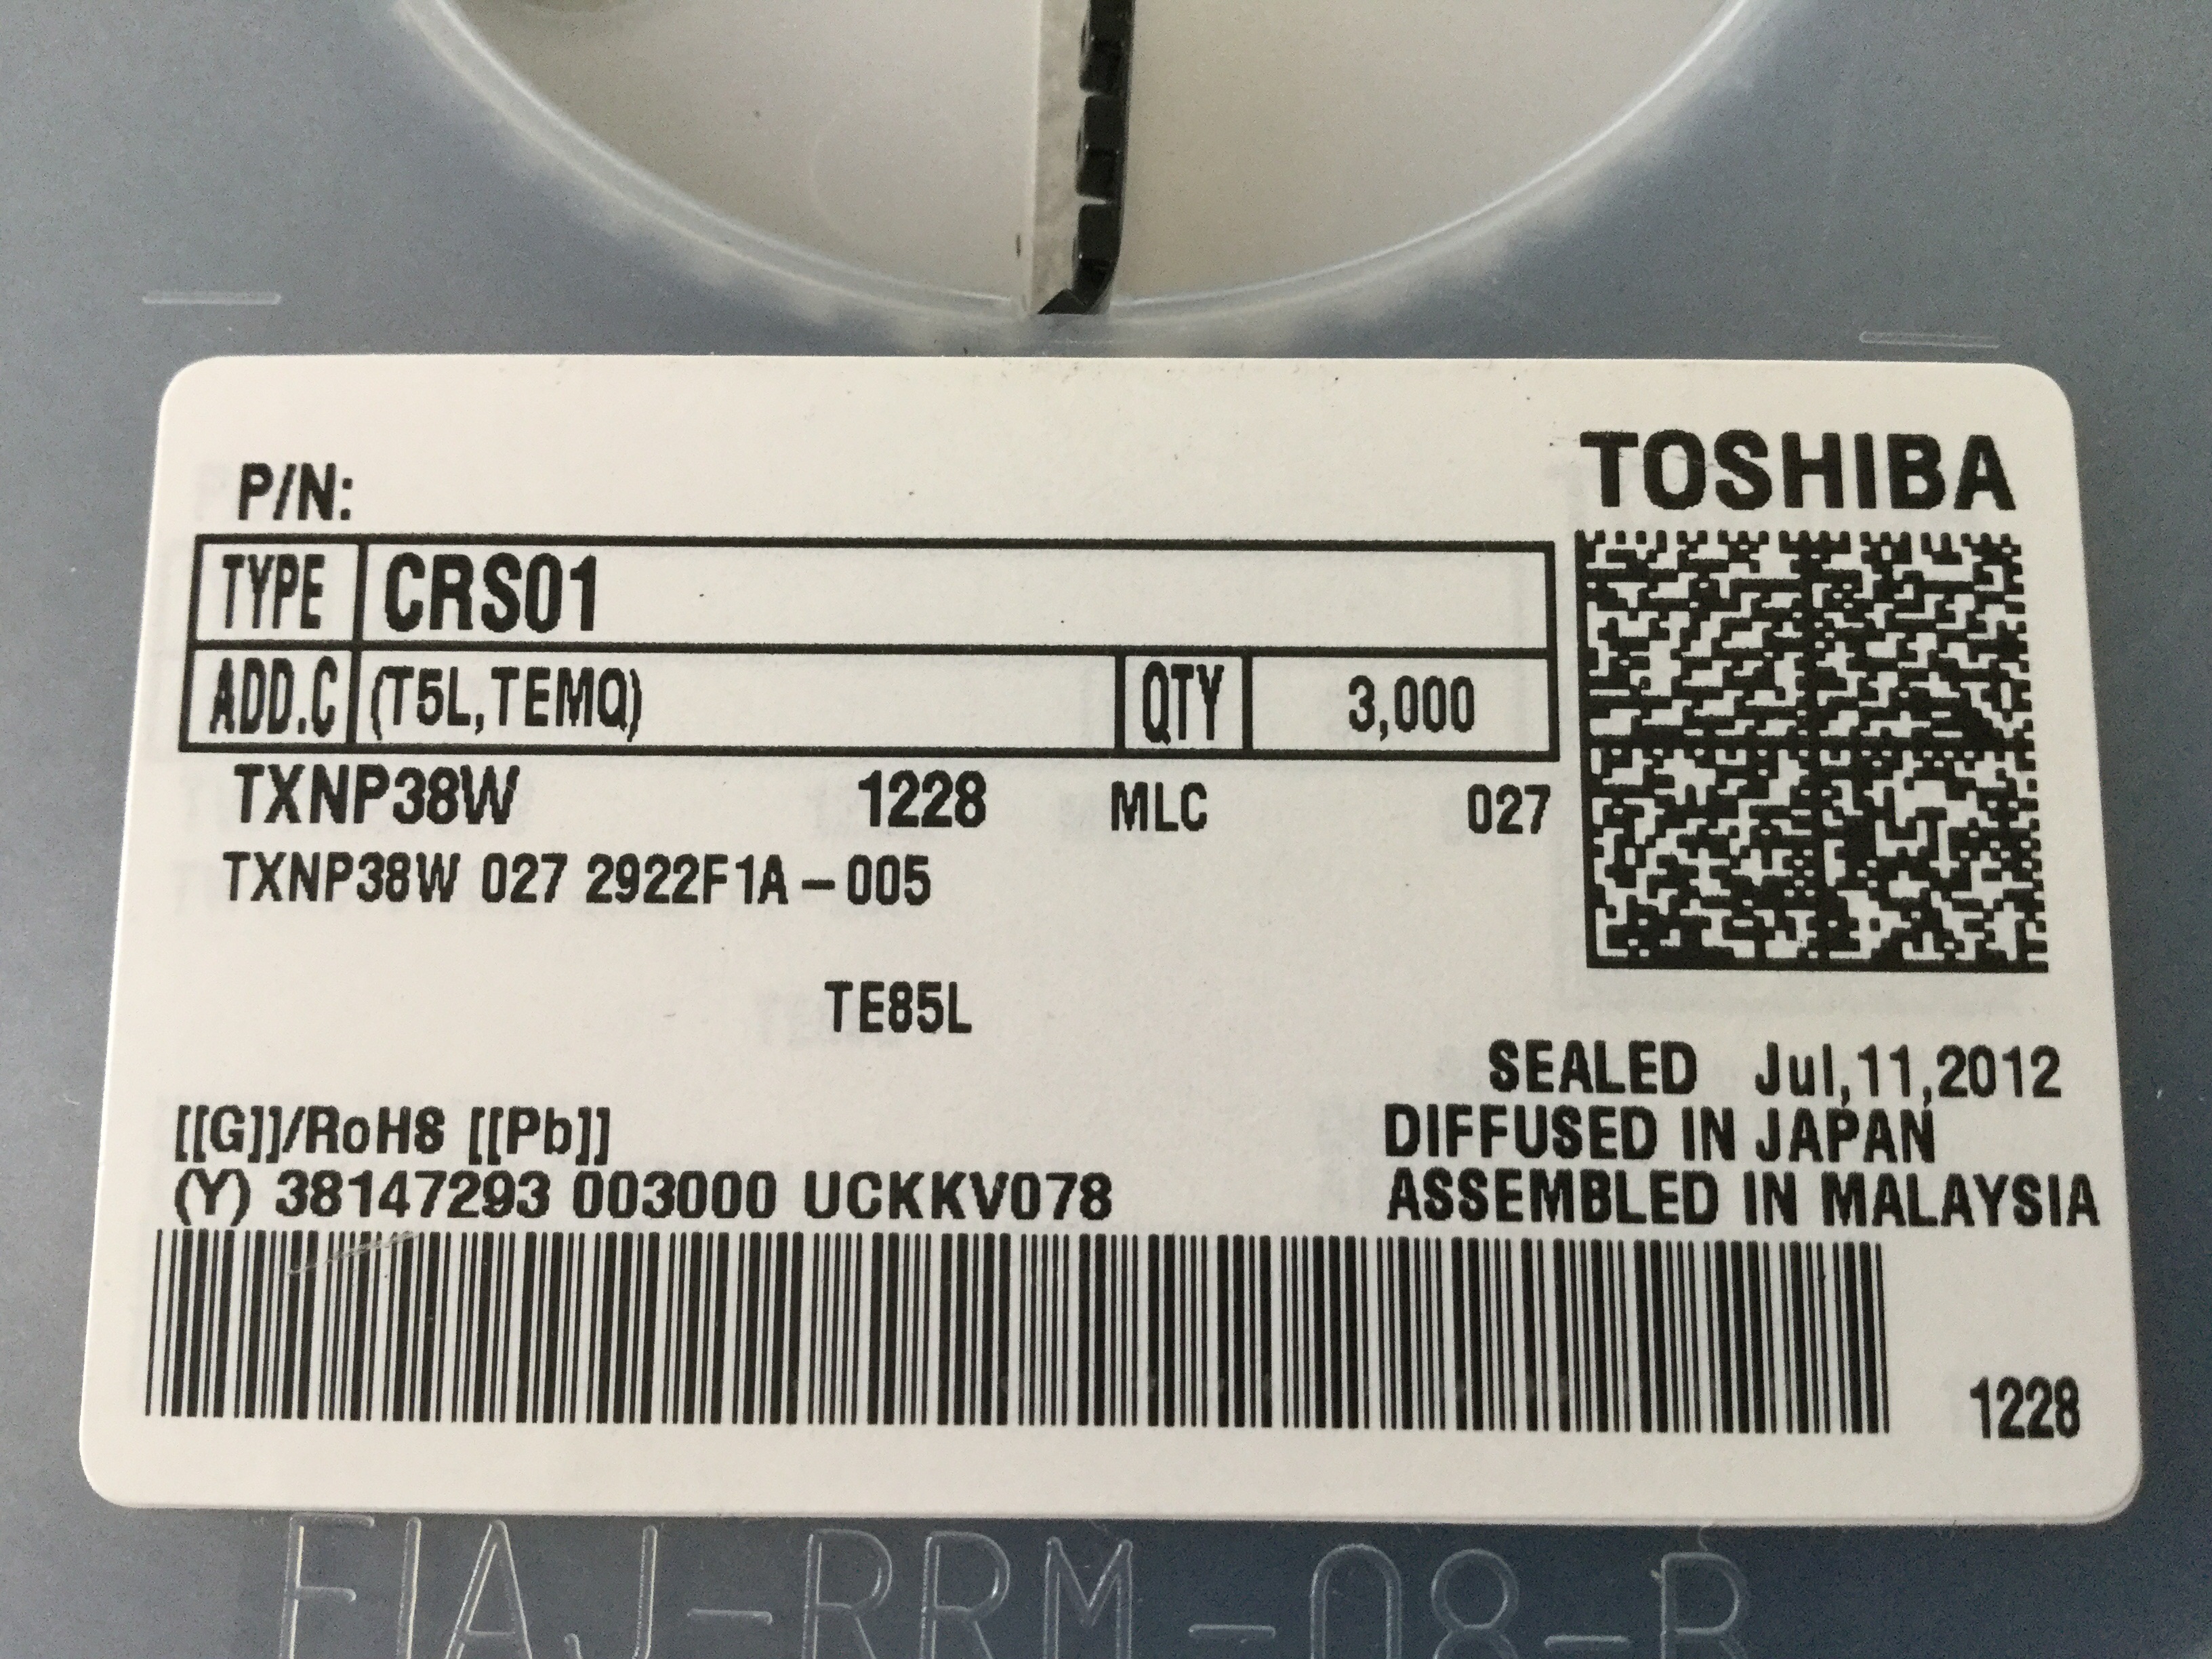 TOSHIBA
P/N:
TYPE CRS01
ADD.C (T5L,TEMQ) QTY 3,000
TXNP38W 1228 MLC 027
TXNP38W 027 2922F1A-005
TE85L
SEALED Jul,11,2012
[[G]]/RoHS [[Pb]] DIFFUSED IN JAPAN
(Y) 38147293 003000 UCKKV078 ASSEMBLED IN MALAYSIA
1228
EIAJ-RRM-08-B